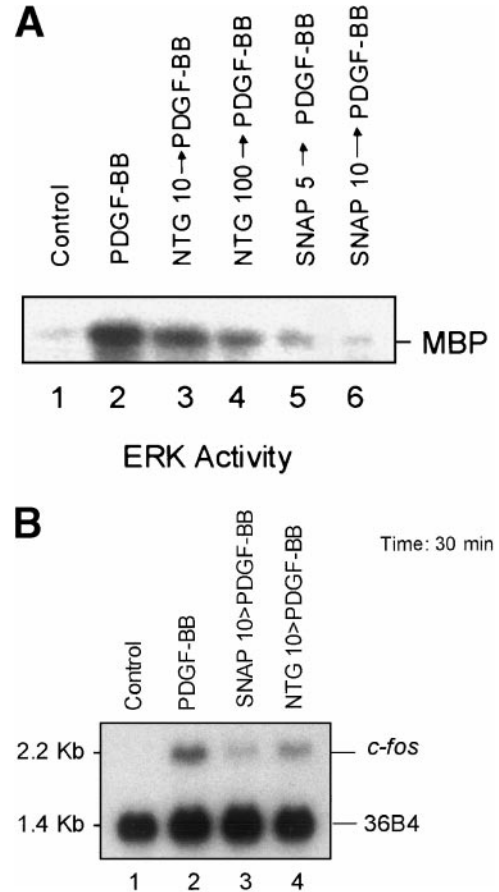 A
Control
PDGF-BB
NTG 10→PDGF-BB
NTG 100→PDGF-BB
SNAP 5 → PDGF-BB
SNAP 10 → PDGF-BB
MBP
1 2 3 4 5 6
ERK Activity
B
Time: 30 min
Control
PDGF-BB
SNAP 10>PDGF-BB
NTG 10>PDGF-BB
2.2 Kb
c-fos
1.4 Kb
36B4
1 2 3 4